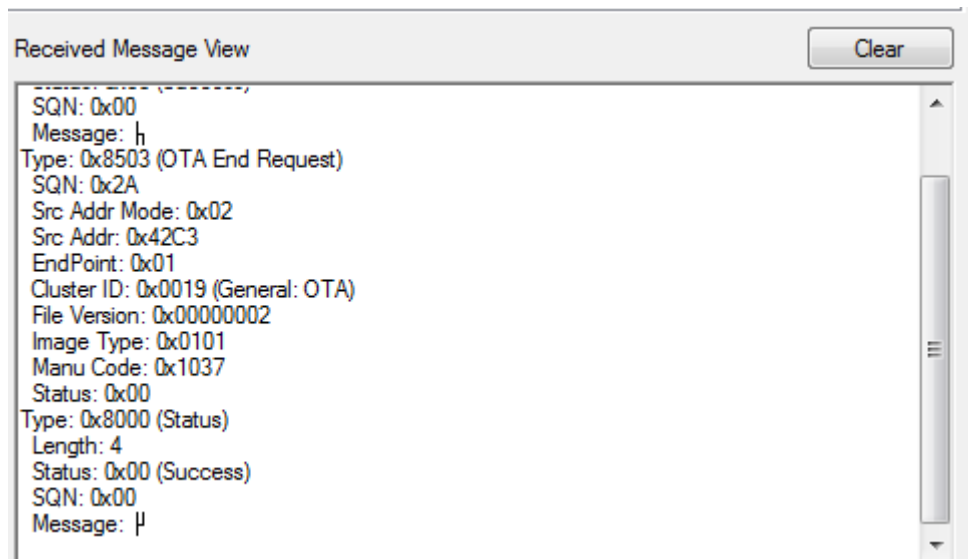 Received Message View
Clear
SQN: 0x00
Message:
Type: 0x8503 (OTA End Request)
SQN: 0x2A
Src Addr Mode: 0x02
Src Addr: 0x42C3
EndPoint: 0x01
Cluster ID: 0x0019 (General: OTA)
File Version: 0x00000002
Image Type: 0x0101
Manu Code: 0x1037
Status: 0x00
Type: 0x8000 (Status)
Length: 4
Status: 0x00 (Success)
SQN: 0x00
Message: